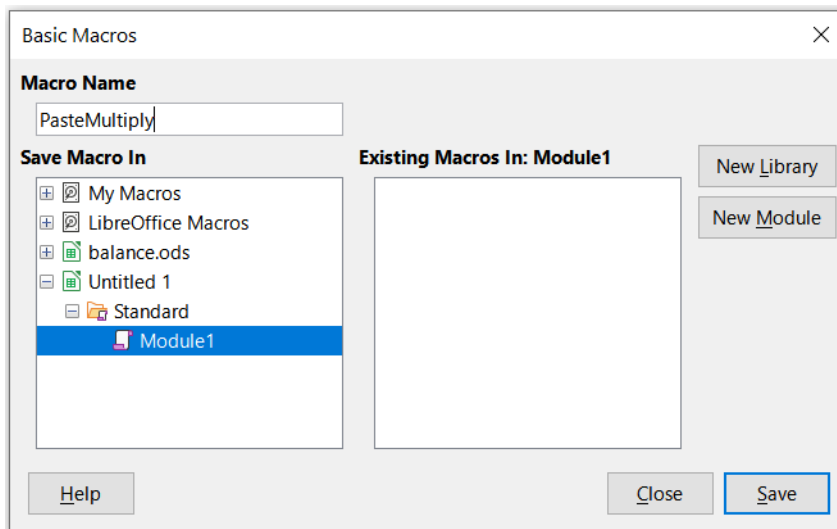 Basic Macros
Macro Name
PasteMultiply
Save Macro In
Existing Macros In: Module1
My Macros
LibreOffice Macros
balance.ods
Untitled 1
Standard
Module1
New Library
New Module
Help
Close
Save